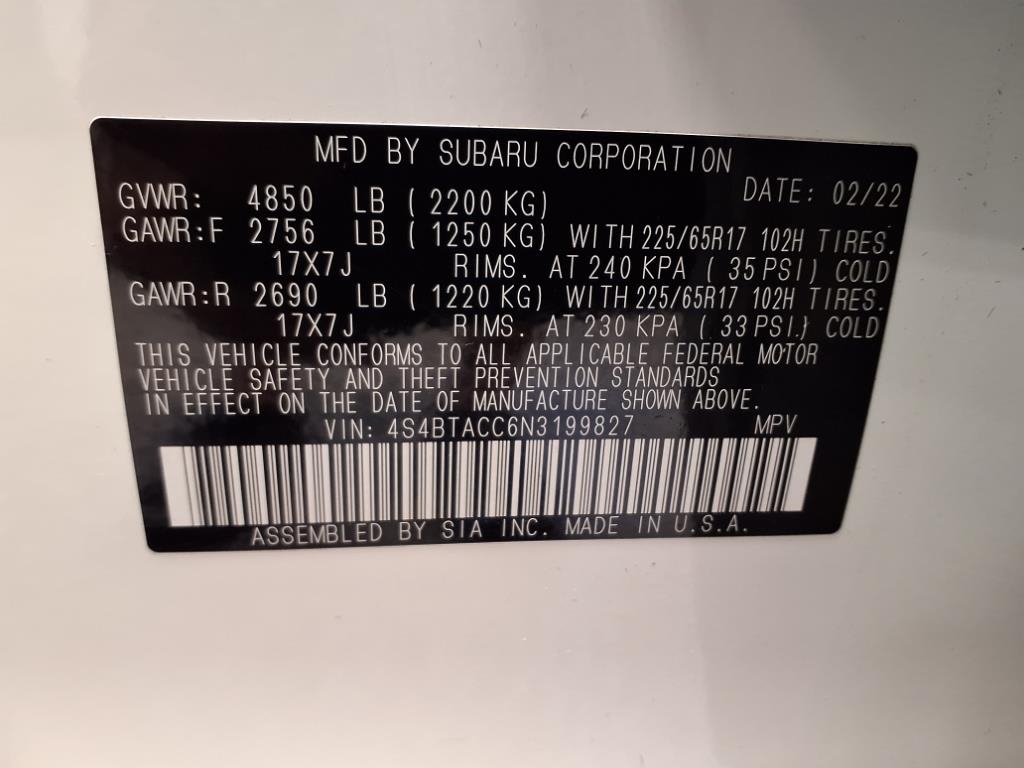 MFD BY SUBARU CORPORATION
DATE: 02/22
GVWR: 4850 LB ( 2200 KG)
GAWR:F 2756 LB ( 1250 KG) WITH 225/65R17 102H TIRES.
17X7J RIMS. AT 240 KPA ( 35 PSI) COLD
GAWR:R 2690 LB ( 1220 KG) WITH 225/65R17 102H TIRES.
17X7J RIMS. AT 230 KPA ( 33 PSI.) COLD
THIS VEHICLE CONFORMS TO ALL APPLICABLE FEDERAL MOTOR
VEHICLE SAFETY AND THEFT PREVENTION STANDARDS
IN EFFECT ON THE DATE OF MANUFACTURE SHOWN ABOVE.
VIN: 4S4BTACC6N3199827 MPV
ASSEMBLED BY SIA INC. MADE IN U.S.A.